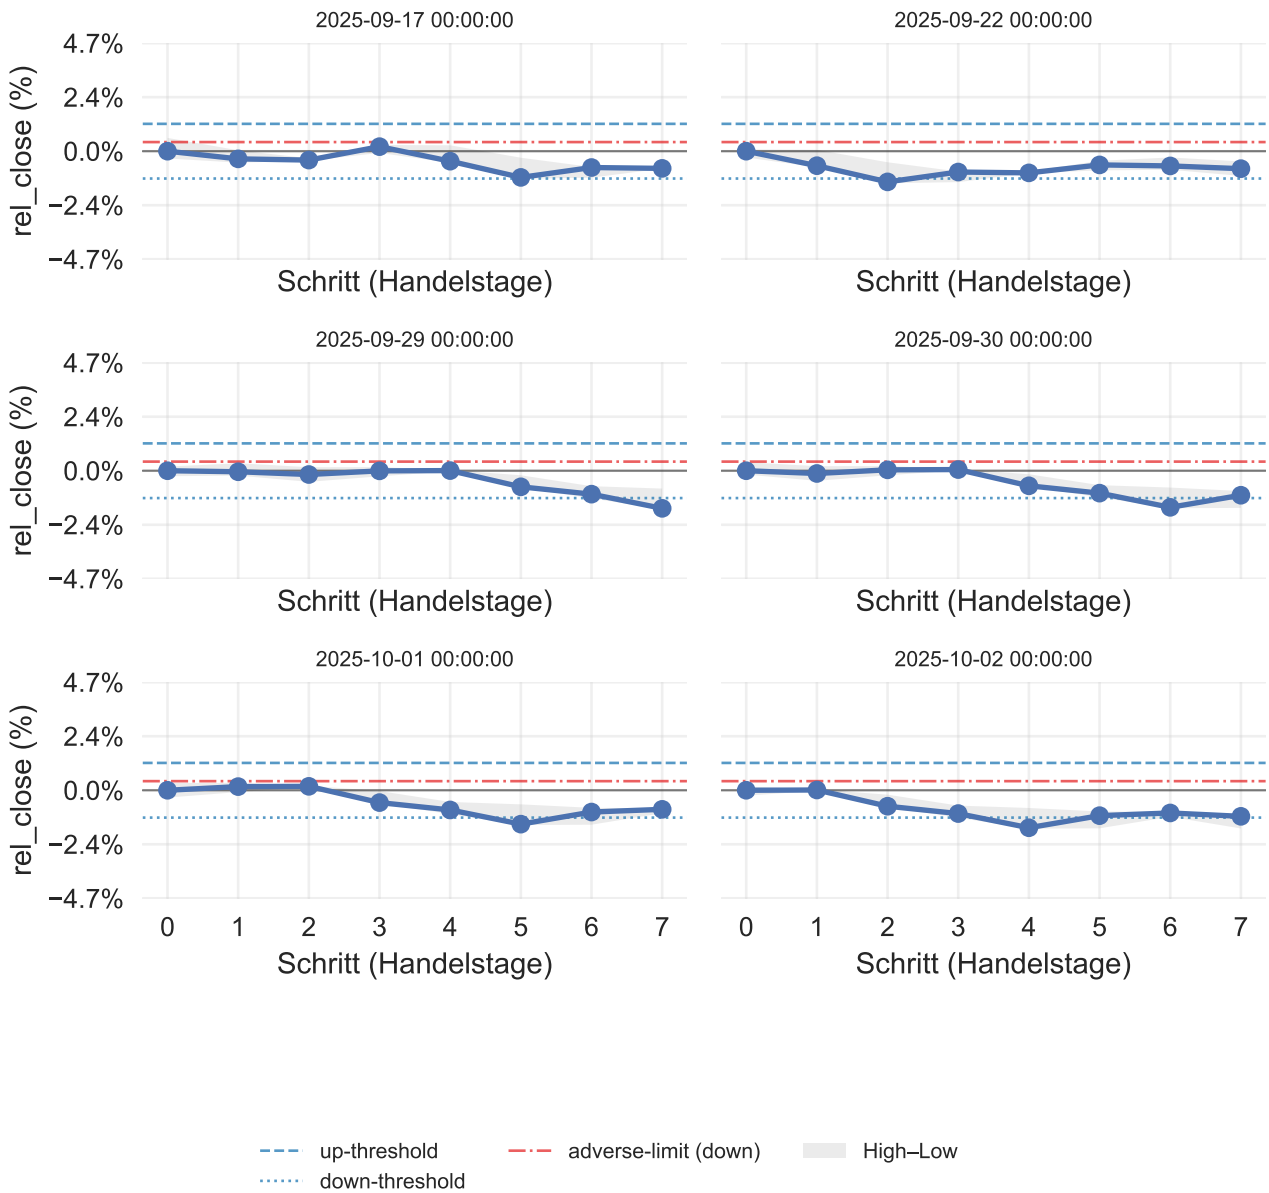 2025-09-17 00:00:00
2025-09-22 00:00:00
4.7%
2.4%
0.0%
−2.4%
−4.7%
rel_close (%)
Schritt (Handelstage)
Schritt (Handelstage)
2025-09-29 00:00:00
2025-09-30 00:00:00
4.7%
2.4%
0.0%
−2.4%
−4.7%
rel_close (%)
Schritt (Handelstage)
Schritt (Handelstage)
2025-10-01 00:00:00
2025-10-02 00:00:00
4.7%
2.4%
0.0%
−2.4%
−4.7%
rel_close (%)
0 1 2 3 4 5 6 7
0 1 2 3 4 5 6 7
Schritt (Handelstage)
Schritt (Handelstage)
up-threshold
down-threshold
adverse-limit (down)
High–Low